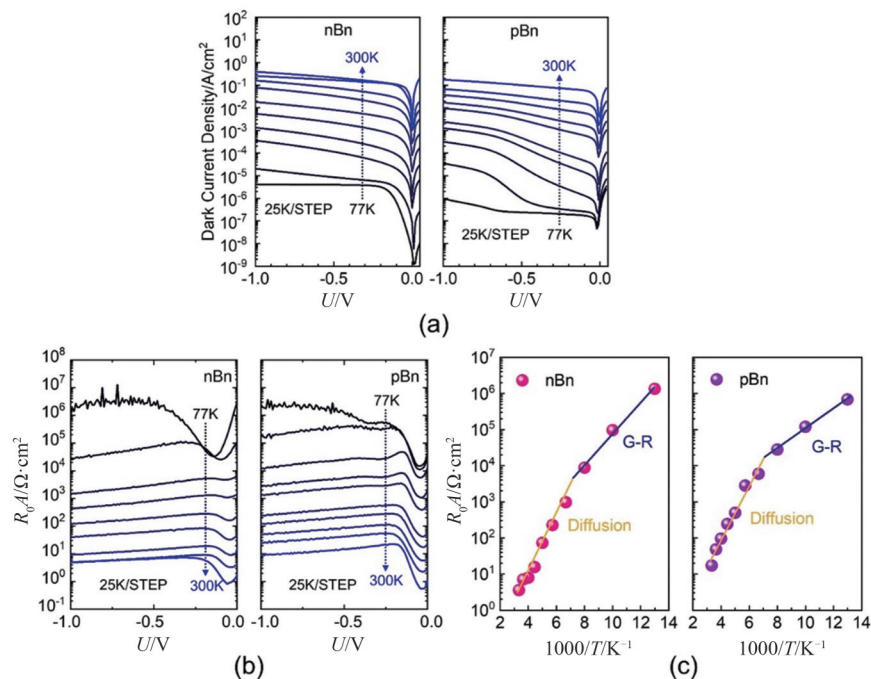 nBn
pBn
Dark Current Density/A/cm²
10²
10¹
10⁰
10⁻¹
10⁻²
10⁻³
10⁻⁴
10⁻⁵
10⁻⁶
10⁻⁷
10⁻⁸
10⁻⁹
300K
300K
25K/STEP 77K
25K/STEP 77K
-1.0 -0.5 0.0
-1.0 -0.5 0.0
U/V
U/V
(a)
R₀A/Ω·cm²
10⁸
10⁷
10⁶
10⁵
10⁴
10³
10²
10¹
10⁰
10⁻¹
nBn
77K
25K/STEP 300K
pBn
77K
25K/STEP 300K
-1.0 -0.5 0.0
-1.0 -0.5 0.0
U/V
U/V
(b)
R₀A/Ω·cm²
10⁷
10⁶
10⁵
10⁴
10³
10²
10¹
10⁰
nBn
G-R
Diffusion
pBn
G-R
Diffusion
2 4 6 8 10 12 14
2 4 6 8 10 12 14
1000/T/K⁻¹
1000/T/K⁻¹
(c)